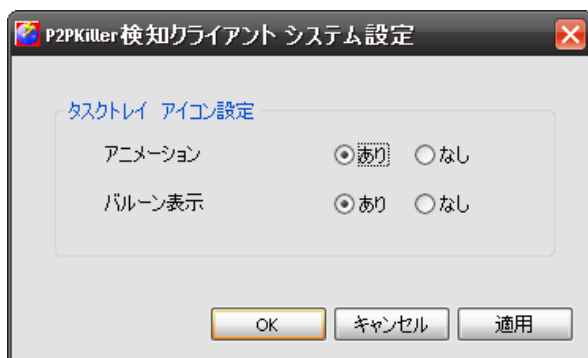 P2PKiller検知クライアント システム設定
タスクトレイ アイコン設定
アニメーション あり なし
バルーン表示 あり なし
OK キャンセル 適用